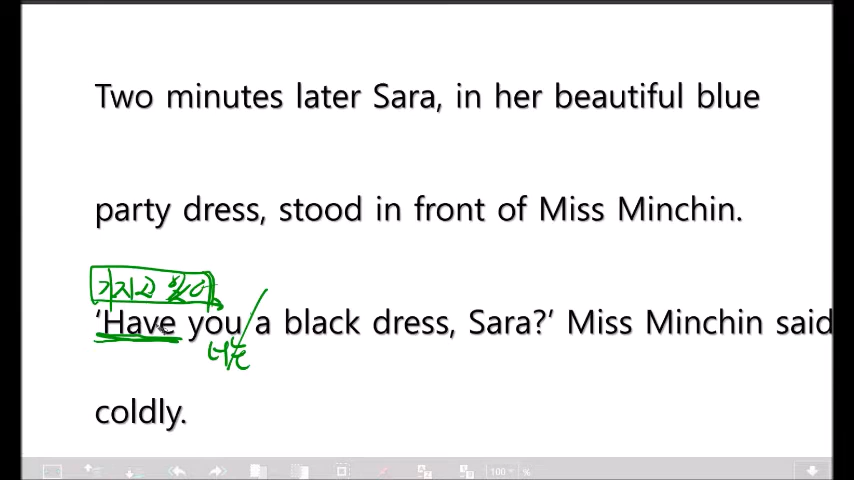 Two minutes later Sara, in her beautiful blue
party dress, stood in front of Miss Minchin.
가지고 있어
‘Have you a black dress, Sara?’ Miss Minchin said
너는
coldly.
100 %